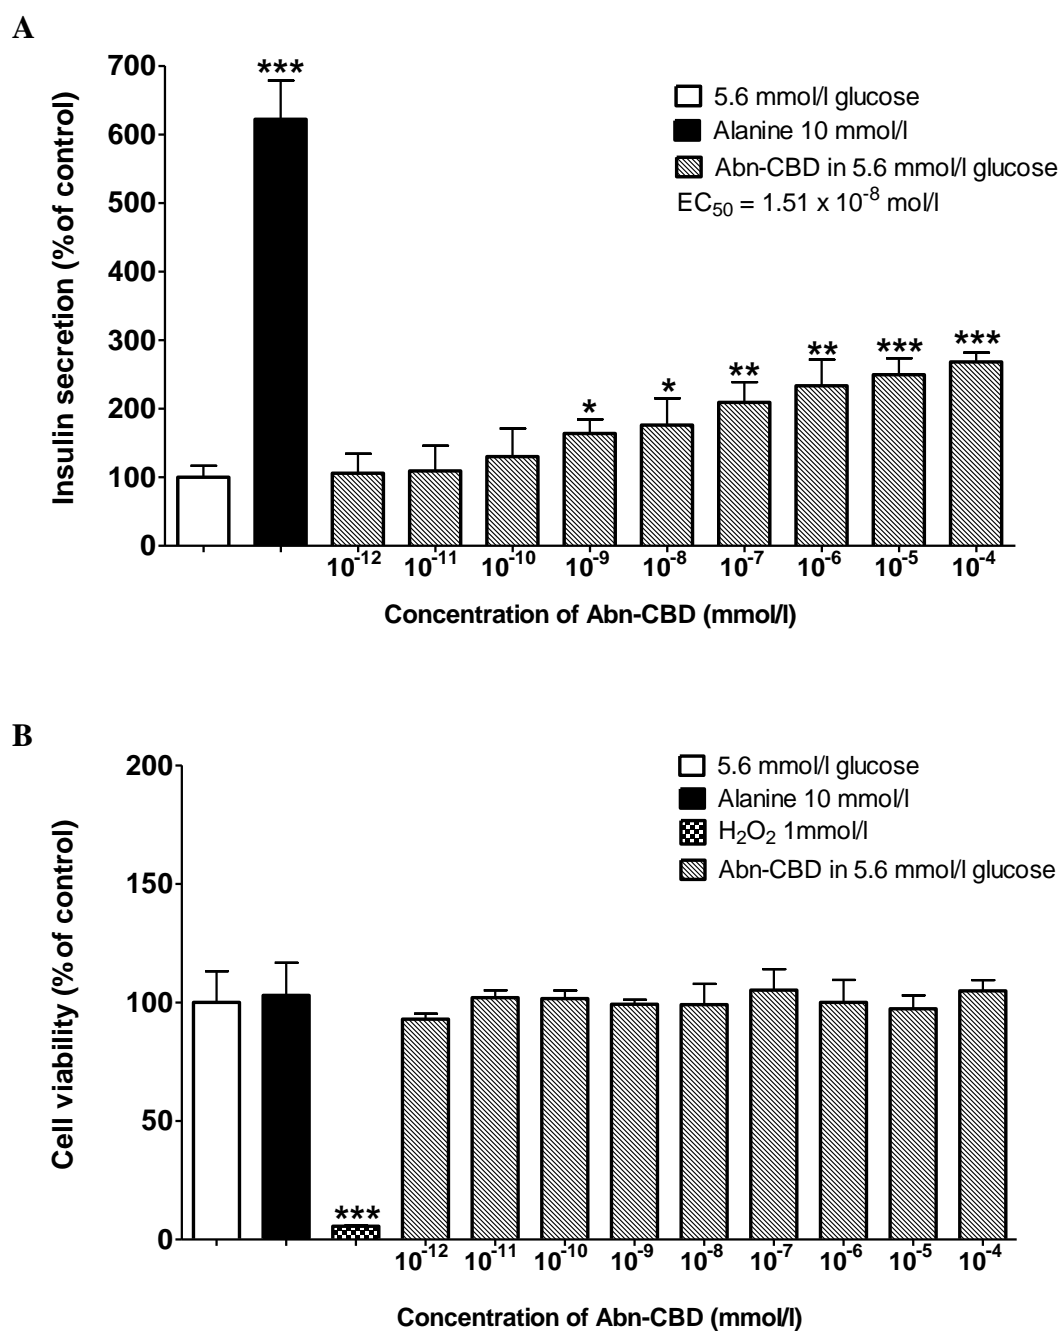 A
700
600
500
400
300
200
100
0
Insulin secretion (% of control)
***
*
*
**
**
***
***
5.6 mmol/l glucose
Alanine 10 mmol/l
Abn-CBD in 5.6 mmol/l glucose
EC₅₀ = 1.51 x 10⁻⁸ mol/l
10⁻¹² 10⁻¹¹ 10⁻¹⁰ 10⁻⁹ 10⁻⁸ 10⁻⁷ 10⁻⁶ 10⁻⁵ 10⁻⁴
Concentration of Abn-CBD (mmol/l)
B
200
150
100
50
0
Cell viability (% of control)
***
5.6 mmol/l glucose
Alanine 10 mmol/l
H₂O₂ 1mmol/l
Abn-CBD in 5.6 mmol/l glucose
10⁻¹² 10⁻¹¹ 10⁻¹⁰ 10⁻⁹ 10⁻⁸ 10⁻⁷ 10⁻⁶ 10⁻⁵ 10⁻⁴
Concentration of Abn-CBD (mmol/l)